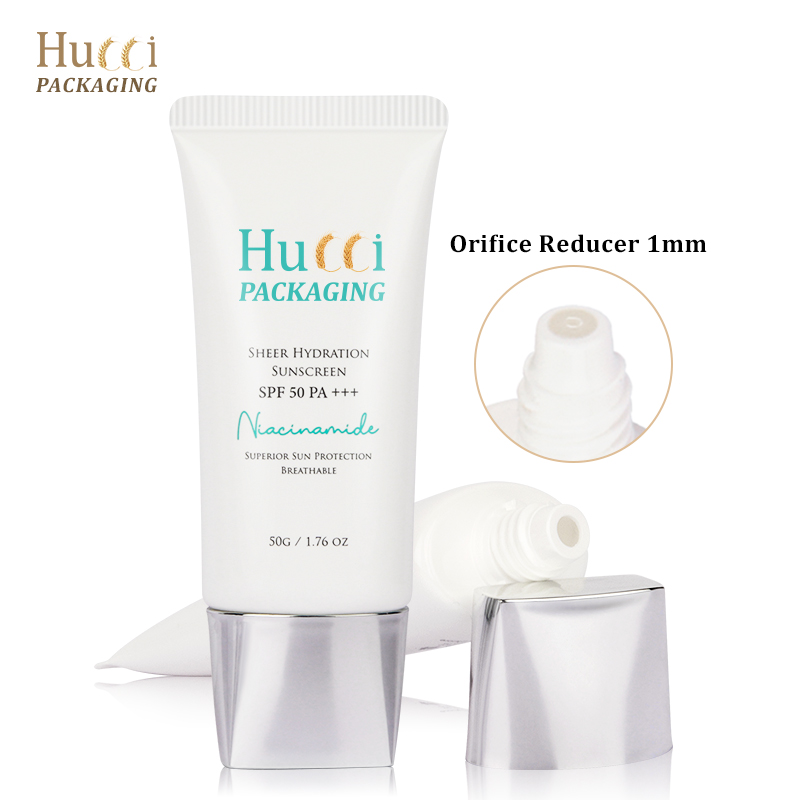 Hucci
PACKAGING
Hucci
PACKAGING
Orifice Reducer 1mm
Sheer Hydration
Sunscreen
SPF 50 PA +++
Niacinamide
Superior Sun Protection
Breathable
50G / 1.76 OZ